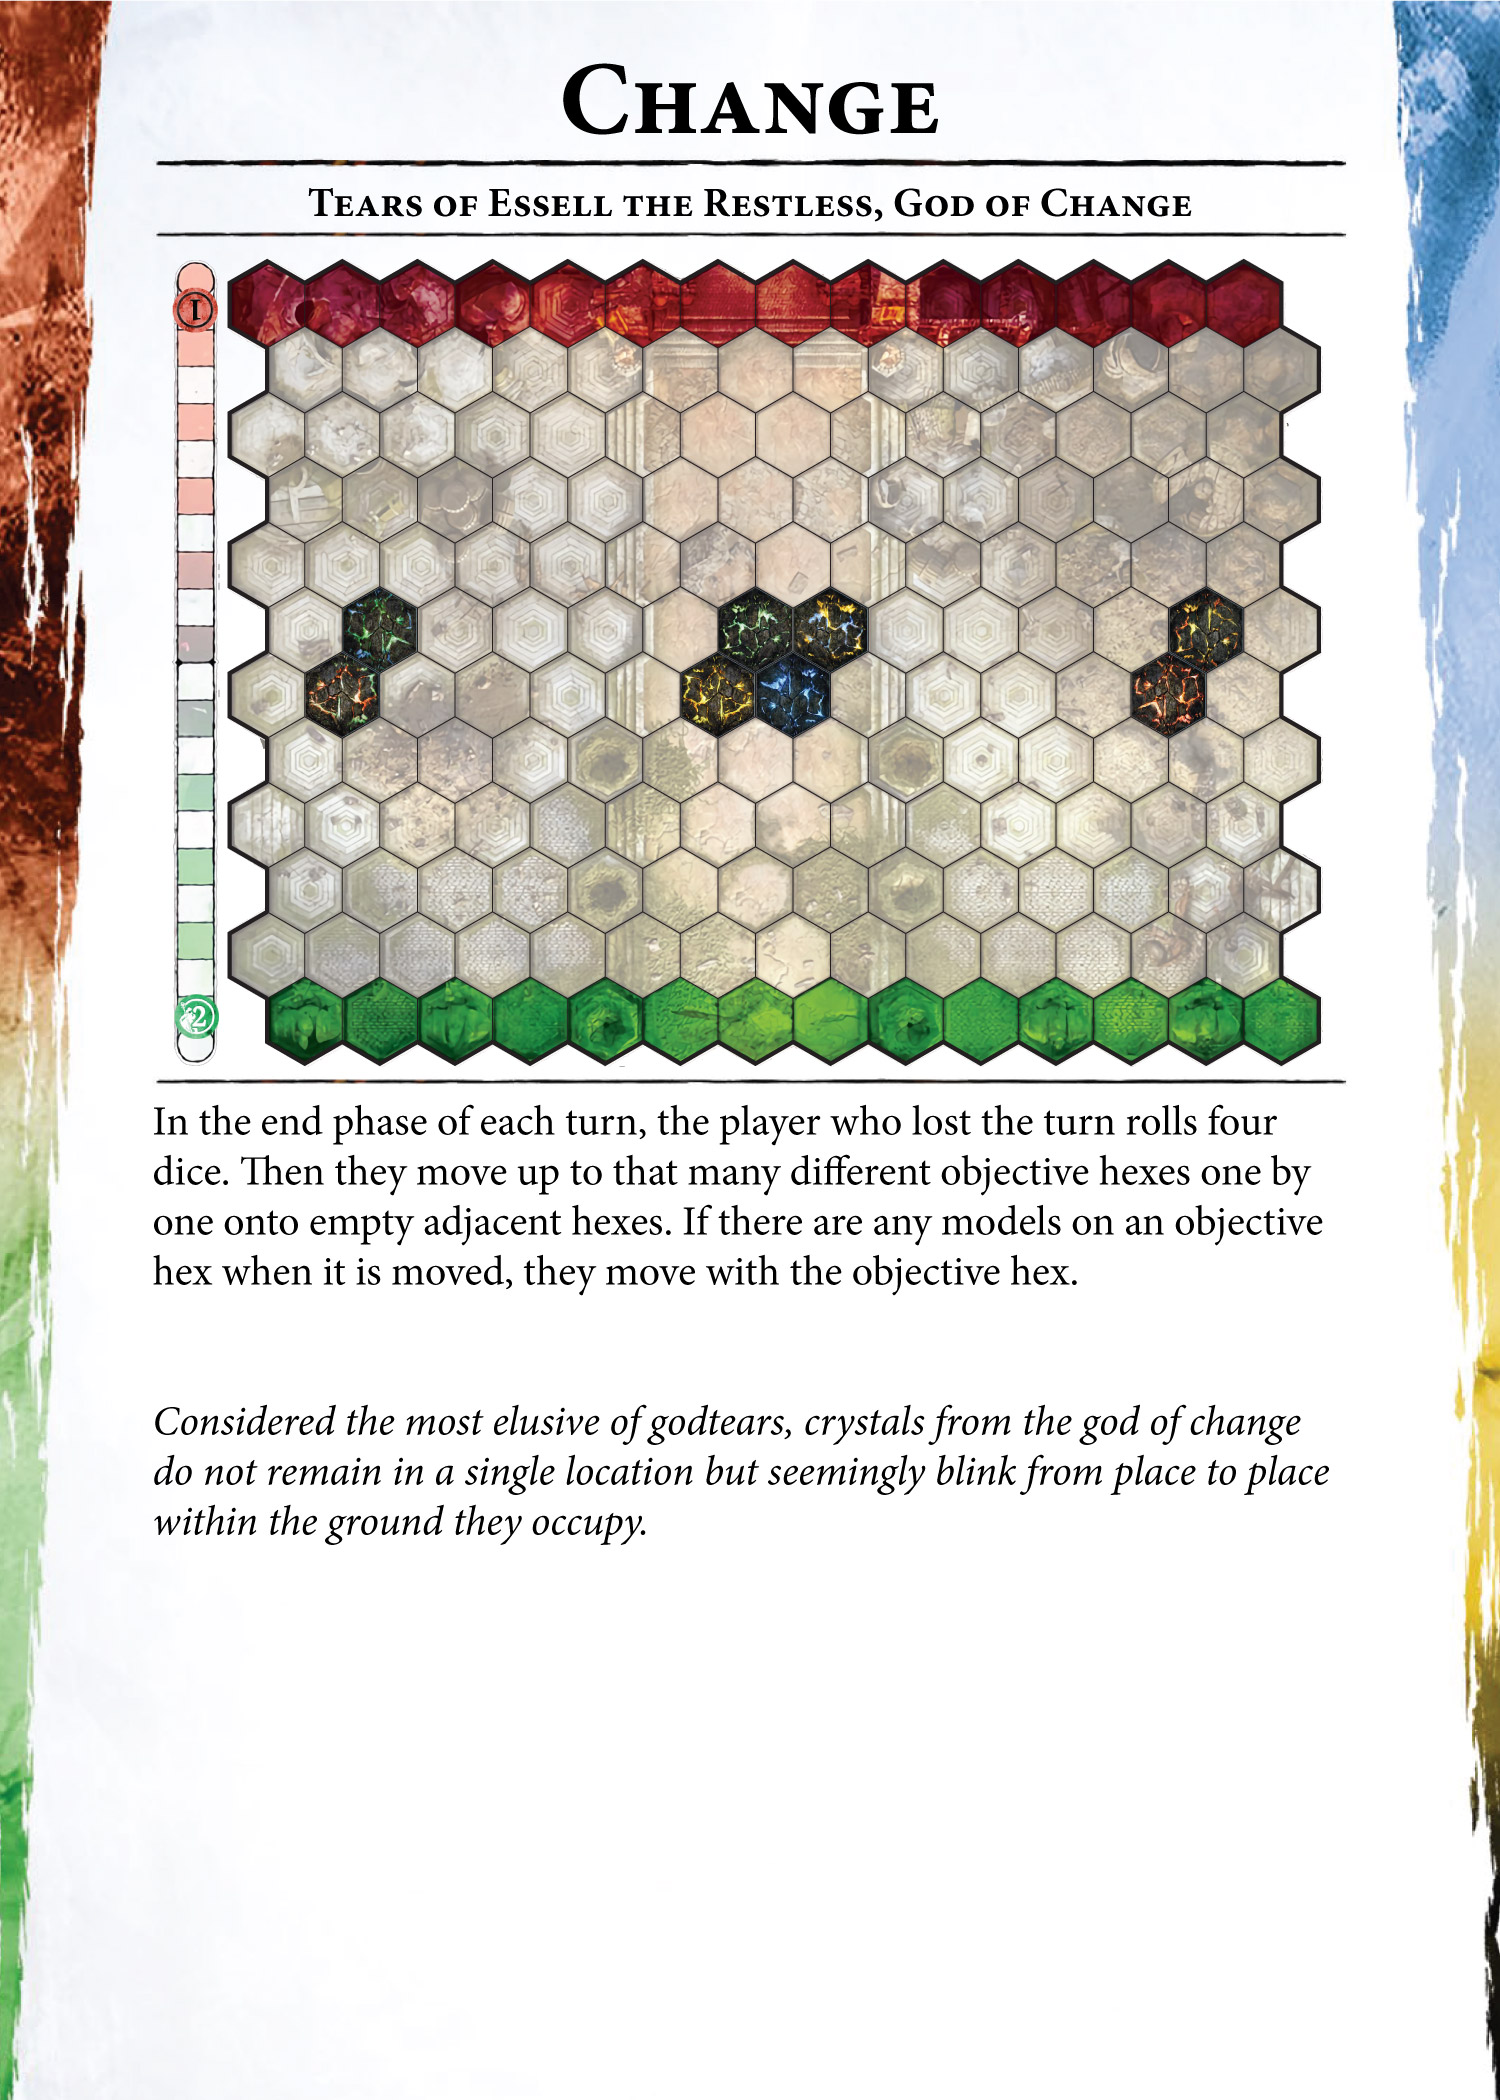 Change
Tears of Essell the Restless, God of Change
1
2
In the end phase of each turn, the player who lost the turn rolls four
dice. Then they move up to that many different objective hexes one by
one onto empty adjacent hexes. If there are any models on an objective
hex when it is moved, they move with the objective hex.
Considered the most elusive of godtears, crystals from the god of change
do not remain in a single location but seemingly blink from place to place
within the ground they occupy.